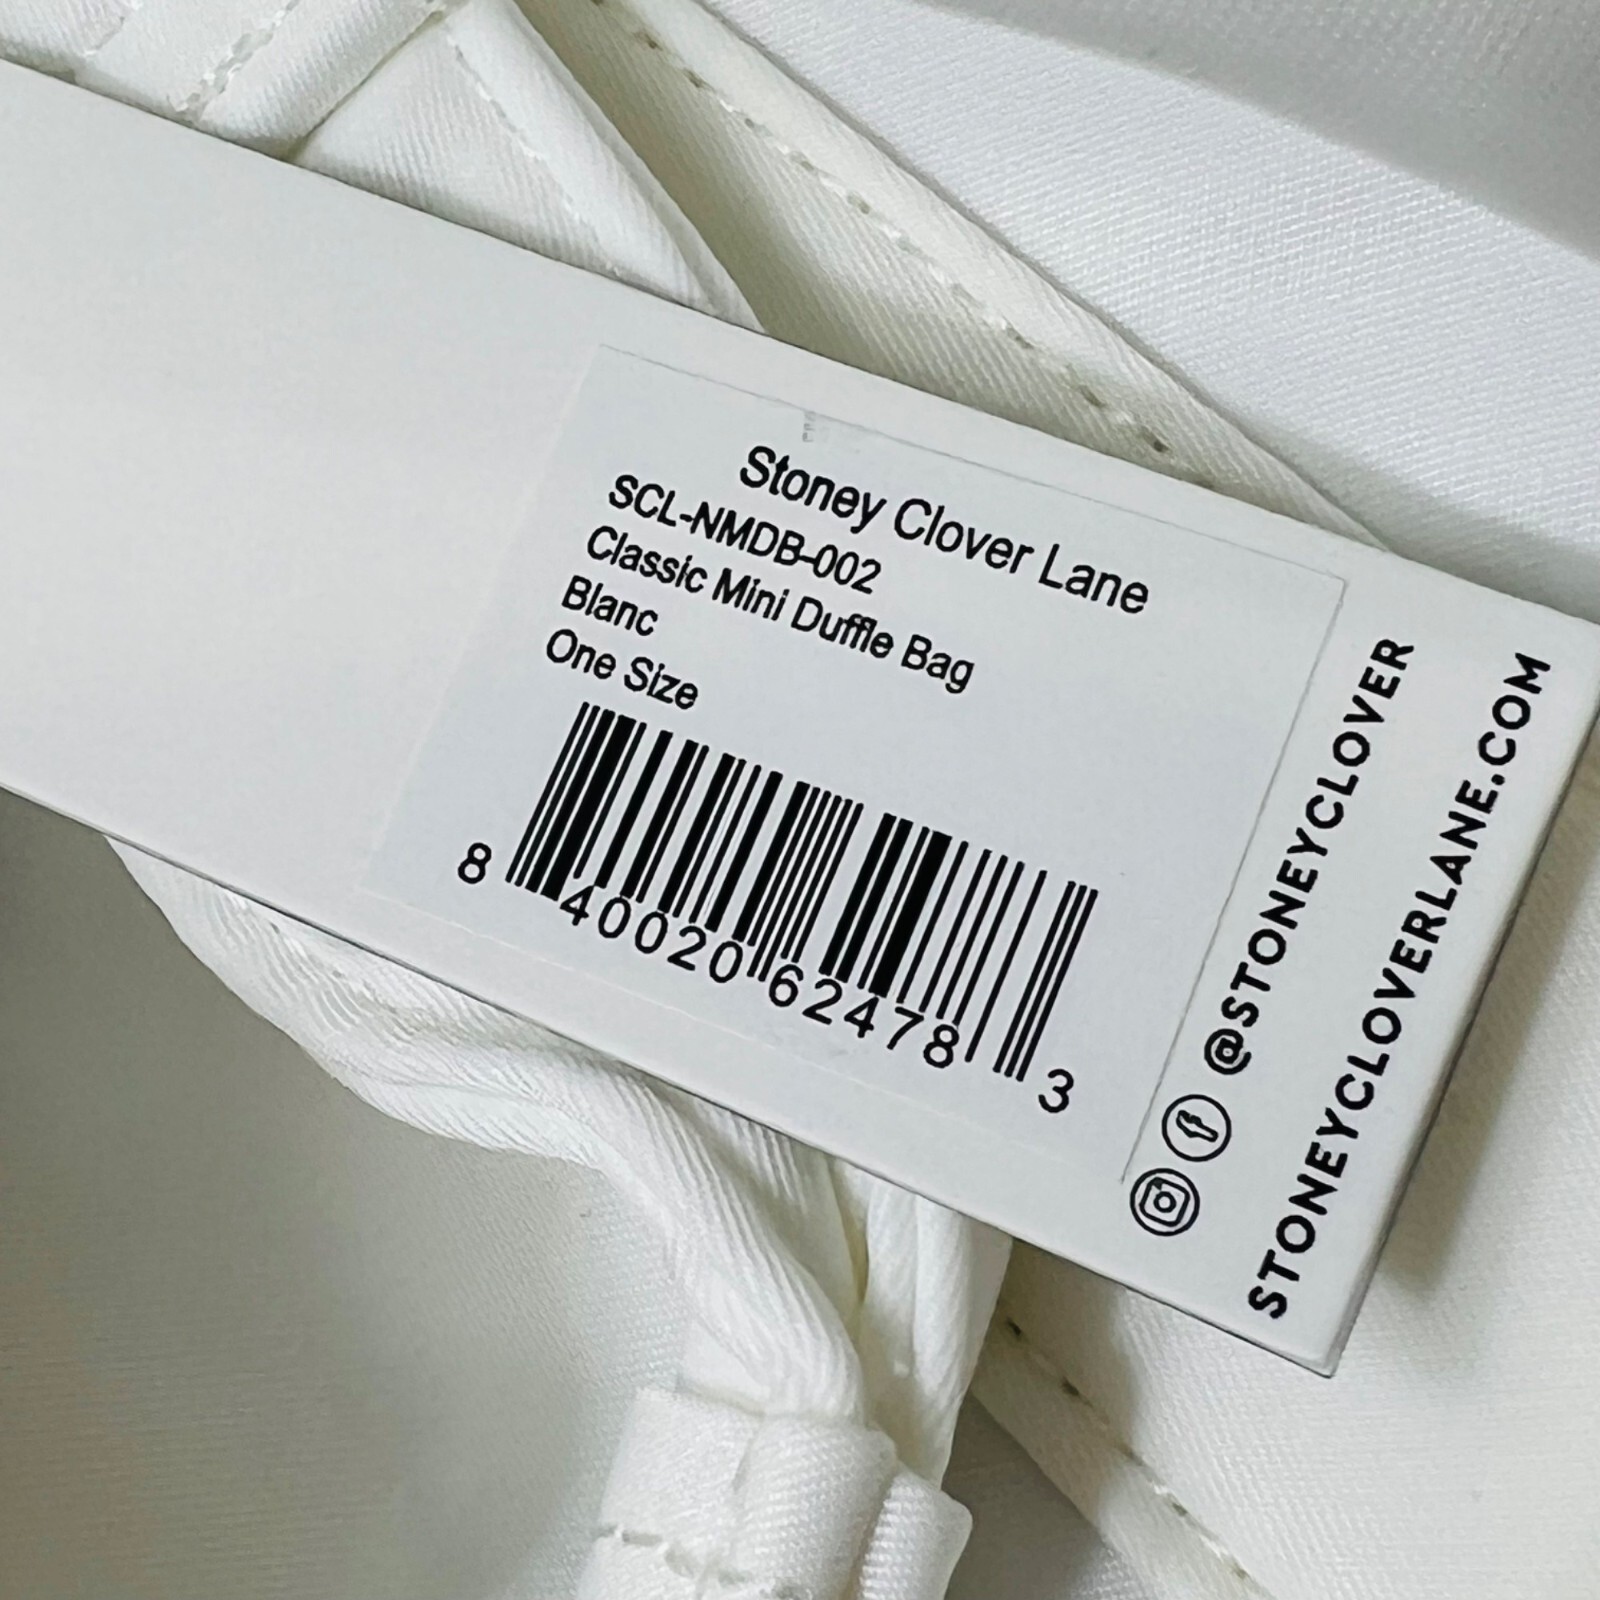 Stoney Clover Lane
SCL-NMDB-002
Classic Mini Duffle Bag
Blanc
One Size
8 40020 62478 3
@STONEYCLOVER
STONEYCLOVERLANE.COM